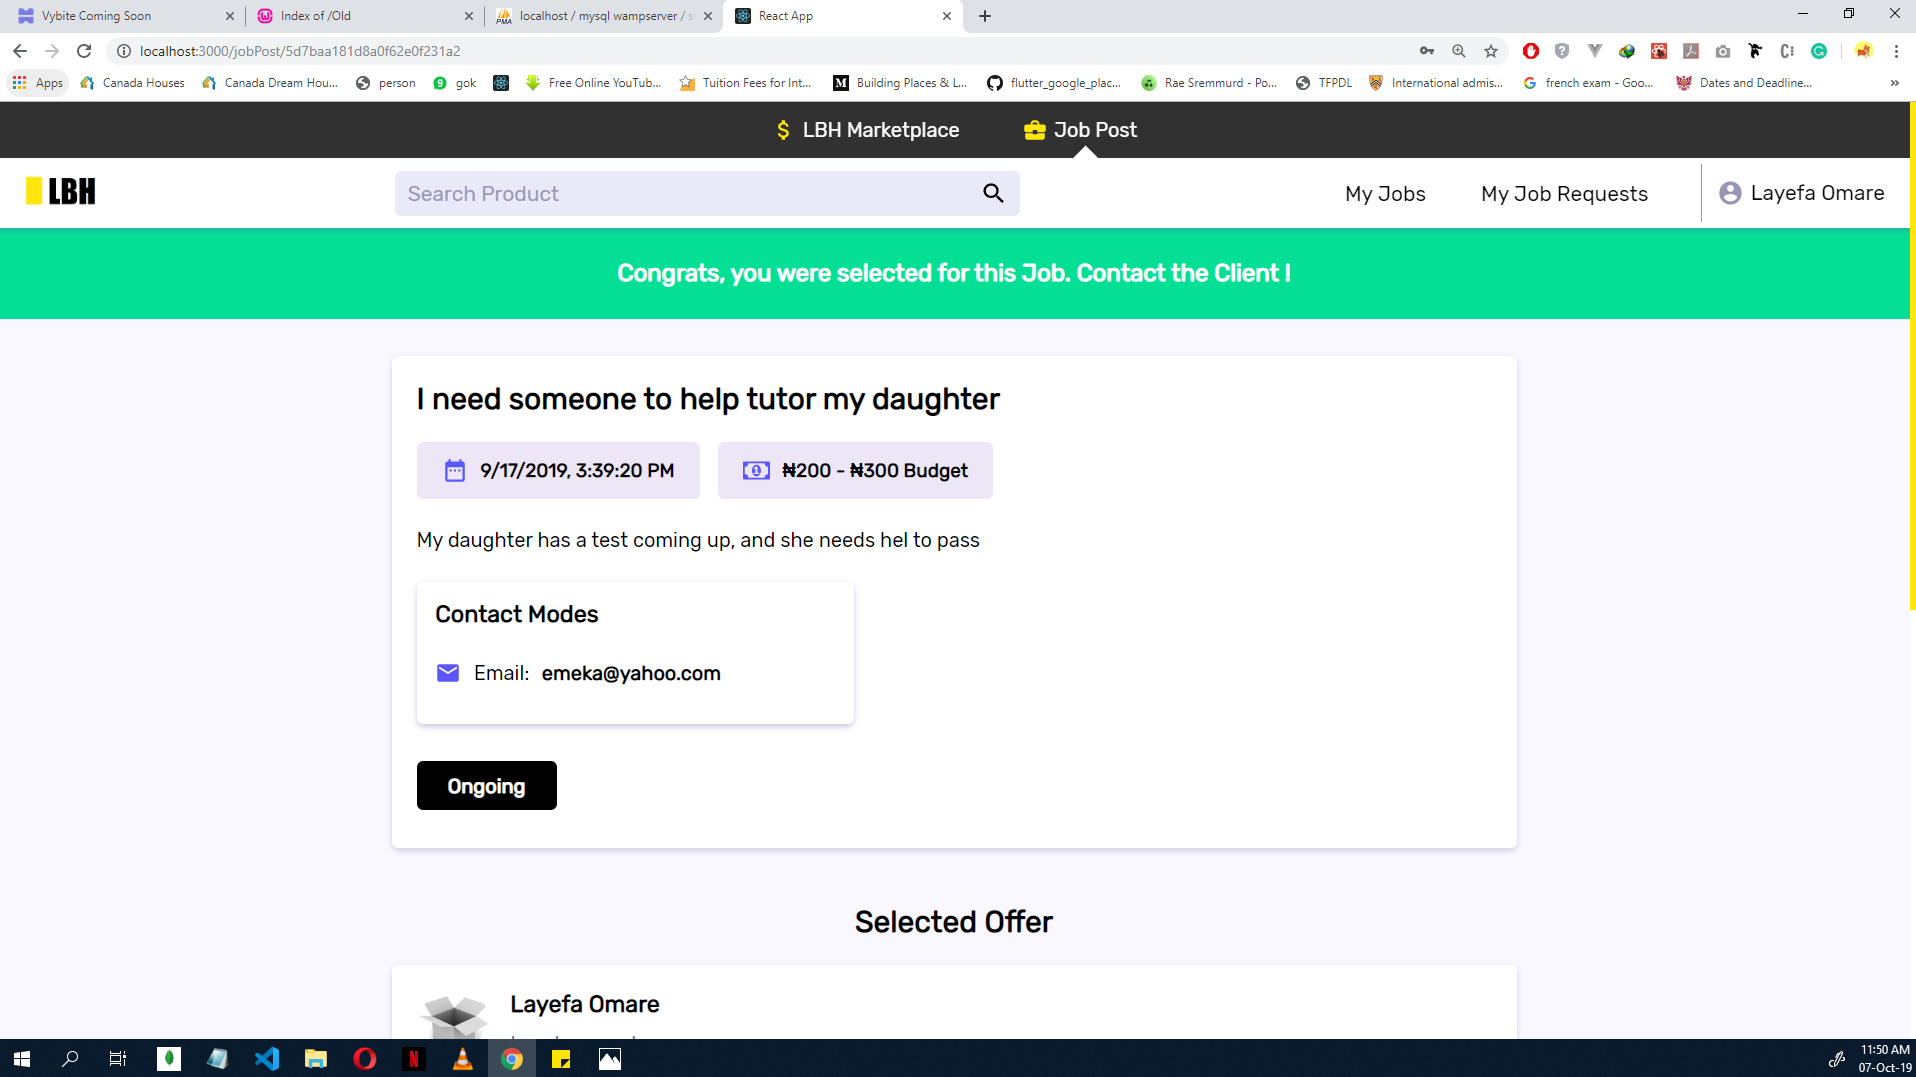 Vybite Coming Soon
Index of /Old
localhost / mysql wampserver / s
React App
localhost:3000/jobPost/5d7baa181d8a0f62e0f231a2
Apps
Canada Houses
Canada Dream Hou...
person
gok
Free Online YouTub...
Tuition Fees for Int...
Building Places & L...
flutter_google_plac...
Rae Sremmurd - Po...
TFPDL
International admis...
french exam - Goo...
Dates and Deadline...
»
LBH Marketplace
Job Post
LBH
Search Product
My Jobs
My Job Requests
Layefa Omare
Congrats, you were selected for this Job. Contact the Client !
I need someone to help tutor my daughter
9/17/2019, 3:39:20 PM
₦200 - ₦300 Budget
My daughter has a test coming up, and she needs hel to pass
Contact Modes
Email: emeka@yahoo.com
Ongoing
Selected Offer
Layefa Omare
11:50 AM
07-Oct-19